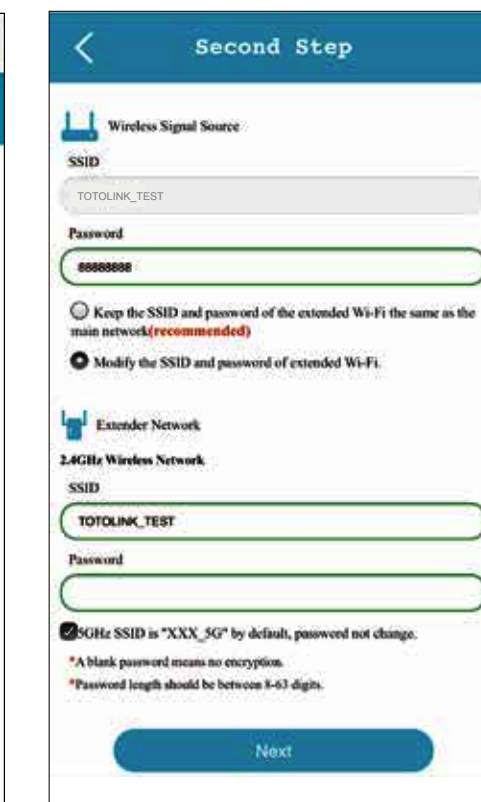 Second Step
Wireless Signal Source
SSID
TOTOLINK_TEST
Password
88888888
Keep the SSID and password of the extended Wi-Fi the same as the
main network(recommended)
Modify the SSID and password of extended Wi-Fi.
Extender Network
2.4GHz Wireless Network
SSID
TOTOLINK_TEST
Password
5GHz SSID is "XXX_5G" by default, password not change.
*A blank password means no encryption.
*Password length should be between 8-63 digits.
Next